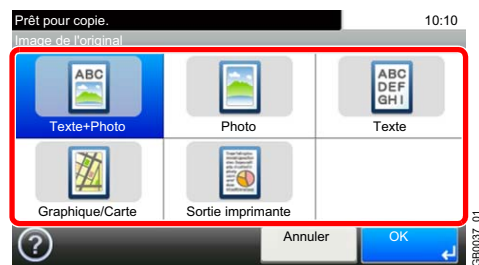 Prêt pour copie. 10:10
Image de l'original
ABC
ABC
DEF
GHI
Texte+Photo Photo Texte
Graphique/Carte Sortie imprimante
? Annuler OK
GB0037_01